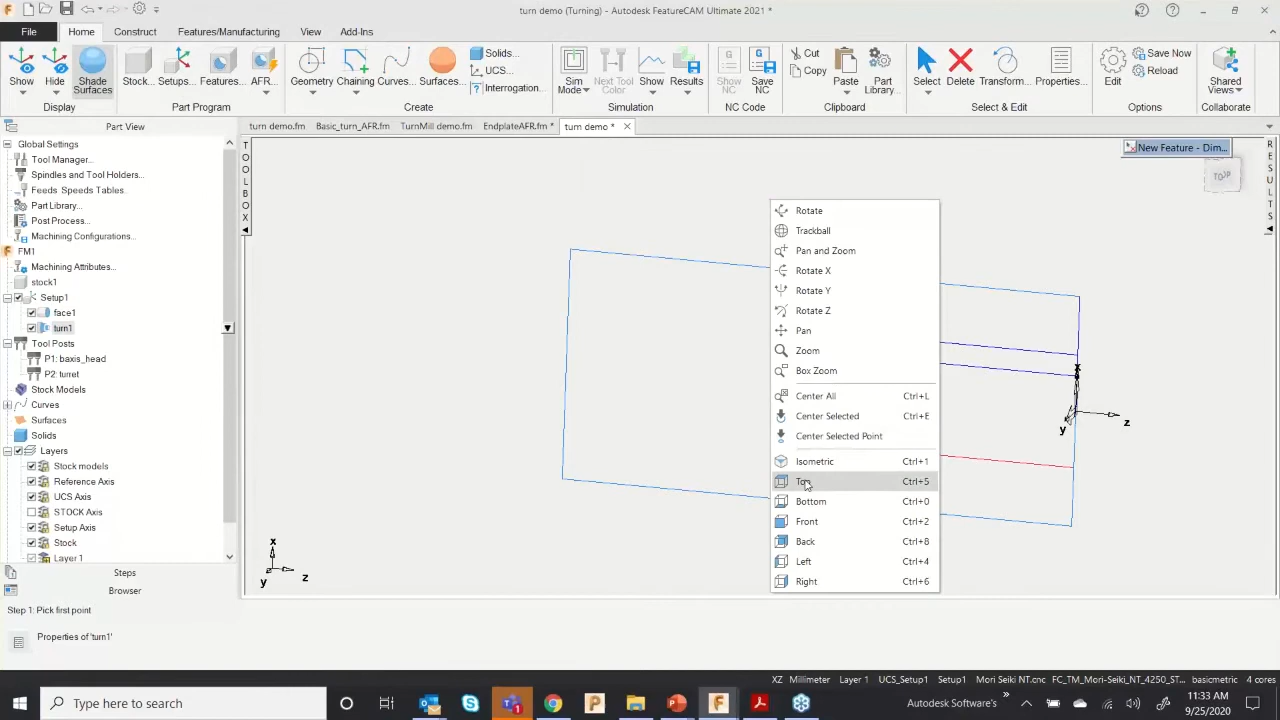 turn demo (Turning) - Autodesk FeatureCAM Ultimate 2021 *
File Home Construct Features/Manufacturing View Add-Ins
Show Hide Shade Surfaces
Stock... Setups... Features... AFR...
Geometry Chaining Curves... Surfaces... Solids... UCS... Interrogation...
Sim Mode Next Tool Color Show Results
Show NC Save NC
Cut Copy Paste Part Library...
Select Delete Transform... Properties...
Edit Save Now Reload
Shared Views
Display Part Program Create Simulation NC Code Clipboard Select & Edit Options Collaborate
Part View
turn demo.fm Basic_turn_AFR.fm TurnMill demo.fm EndplateAFR.fm * turn demo *
Global Settings
Tool Manager...
Spindles and Tool Holders...
Feeds Speeds Tables
Part Library...
Post Process...
Machining Configurations...
FM1
Machining Attributes...
stock1
Setup1
face1
turn1
Tool Posts
P1: baxis_head
P2: turret
Stock Models
Curves
Surfaces
Solids
Layers
Stock models
Reference Axis
UCS Axis
STOCK Axis
Setup Axis
Stock
Layer 1
Steps
Browser
TOOLBOX
New Feature - Dim...
TOP
RESULTS
Rotate
Trackball
Pan and Zoom
Rotate X
Rotate Y
Rotate Z
Pan
Zoom
Box Zoom
Center All Ctrl+L
Center Selected Ctrl+E
Center Selected Point
Isometric Ctrl+1
Top Ctrl+5
Bottom Ctrl+0
Front Ctrl+2
Back Ctrl+8
Left Ctrl+4
Right Ctrl+6
x
y
z
x
y
z
Step 1: Pick first point
Properties of 'turn1'
XZ Millimeter Layer 1 UCS_Setup1 Setup1 Mori Seiki_NT_4250_ST... FC_TM_Mori-Seiki_NT_4250_ST... basicmetric 4 cores
Type here to search
Autodesk Software's
11:33 AM
9/25/2020